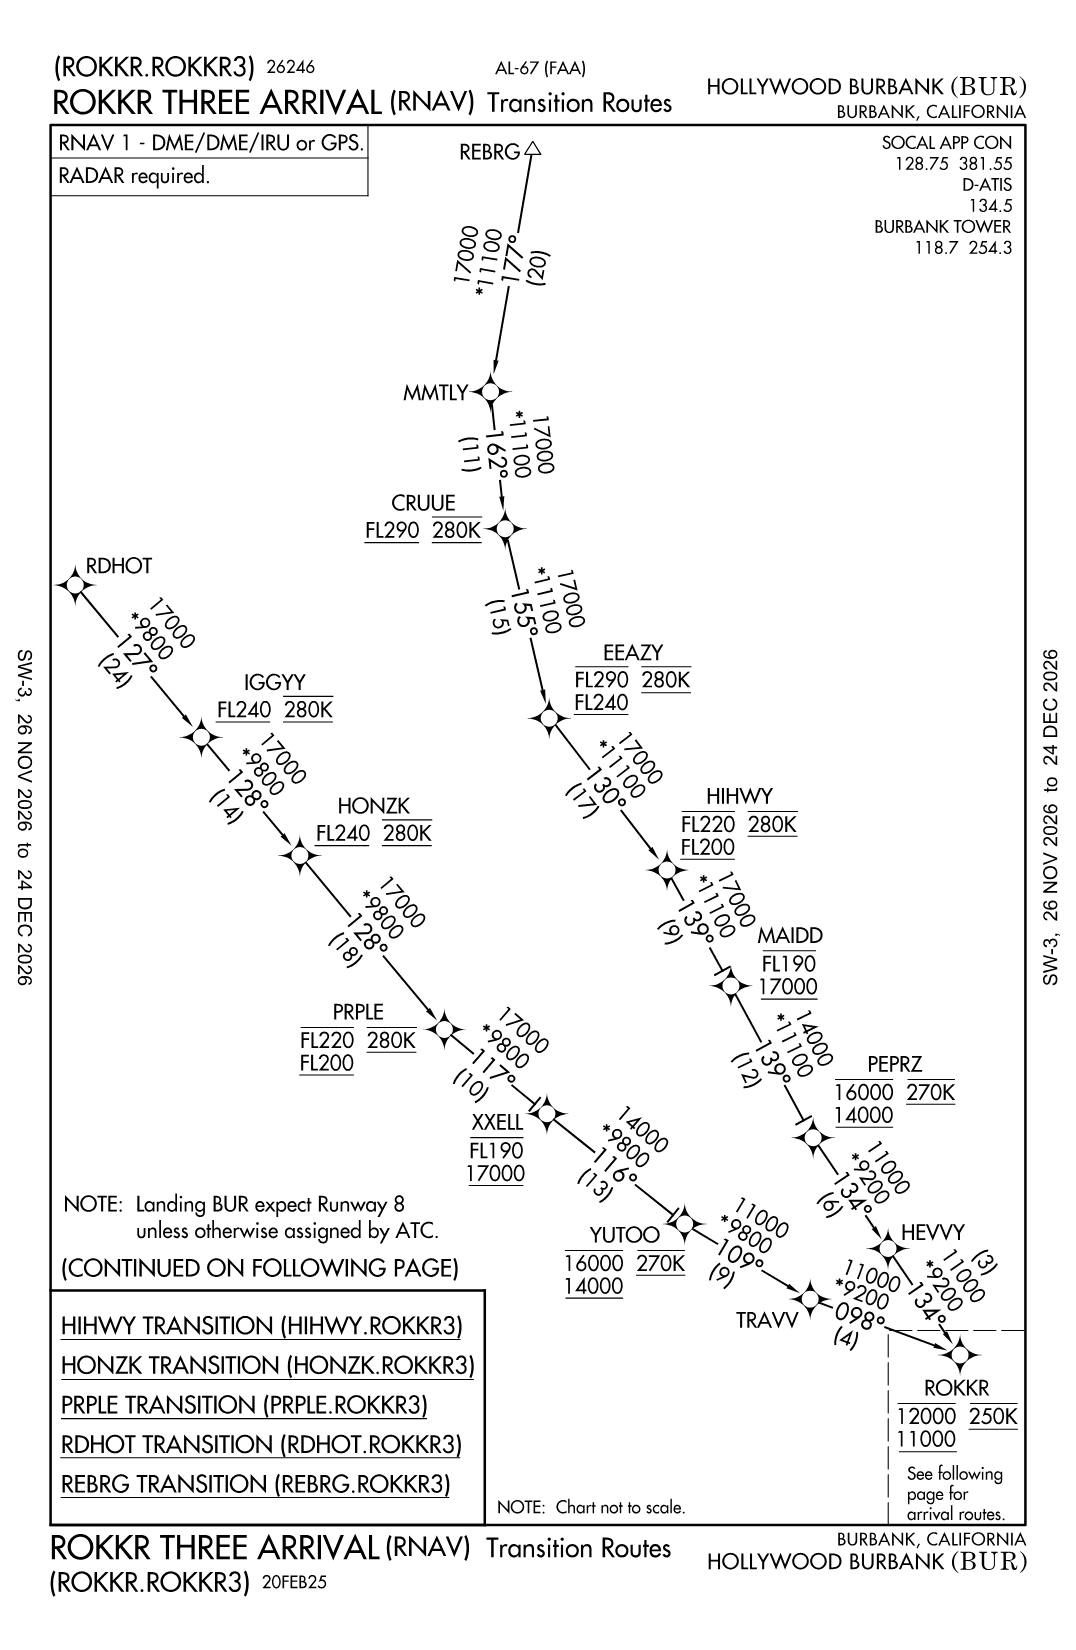 (ROKKR.ROKKR3) 26246
AL-67 (FAA)
ROKKR THREE ARRIVAL (RNAV) Transition Routes
HOLLYWOOD BURBANK (BUR)
BURBANK, CALIFORNIA
RNAV 1 - DME/DME/IRU or GPS.
RADAR required.
SOCAL APP CON
128.75 381.55
D-ATIS
134.5
BURBANK TOWER
118.7 254.3
REBRG
17000
*11100
177°
(20)
MMTLY
17000
*11100
162°
(11)
CRUUE
FL290 280K
17000
*11100
155°
(15)
RDHOT
17000
*9800
127°
(24)
EEAZY
FL290 280K
FL240
IGGYY
FL240 280K
17000
*11100
130°
(17)
17000
*9800
128°
(14)
HIHWY
FL220 280K
FL200
HONZK
FL240 280K
17000
*11100
139°
(9)
17000
*9800
128°
(18)
MAIDD
FL190
17000
PRPLE
FL220 280K
FL200
14000
*11100
139°
(12)
17000
*9800
117°
(10)
PEPRZ
16000 270K
14000
XXELL
FL190
17000
14000
*9800
116°
(13)
11000
*9200
134°
(6)
NOTE: Landing BUR expect Runway 8
unless otherwise assigned by ATC.
(CONTINUED ON FOLLOWING PAGE)
YUTOO
16000 270K
14000
11000
*9800
109°
(9)
HEVVY
(3)
11000
*9200
134°
TRAVV
11000
*9200
098°
(4)
ROKKR
12000 250K
11000
See following
page for
arrival routes.
HIHWY TRANSITION (HIHWY.ROKKR3)
HONZK TRANSITION (HONZK.ROKKR3)
PRPLE TRANSITION (PRPLE.ROKKR3)
RDHOT TRANSITION (RDHOT.ROKKR3)
REBRG TRANSITION (REBRG.ROKKR3)
NOTE: Chart not to scale.
SW-3, 26 NOV 2026 to 24 DEC 2026
SW-3, 26 NOV 2026 to 24 DEC 2026
ROKKR THREE ARRIVAL (RNAV) Transition Routes
(ROKKR.ROKKR3) 20FEB25
BURBANK, CALIFORNIA
HOLLYWOOD BURBANK (BUR)